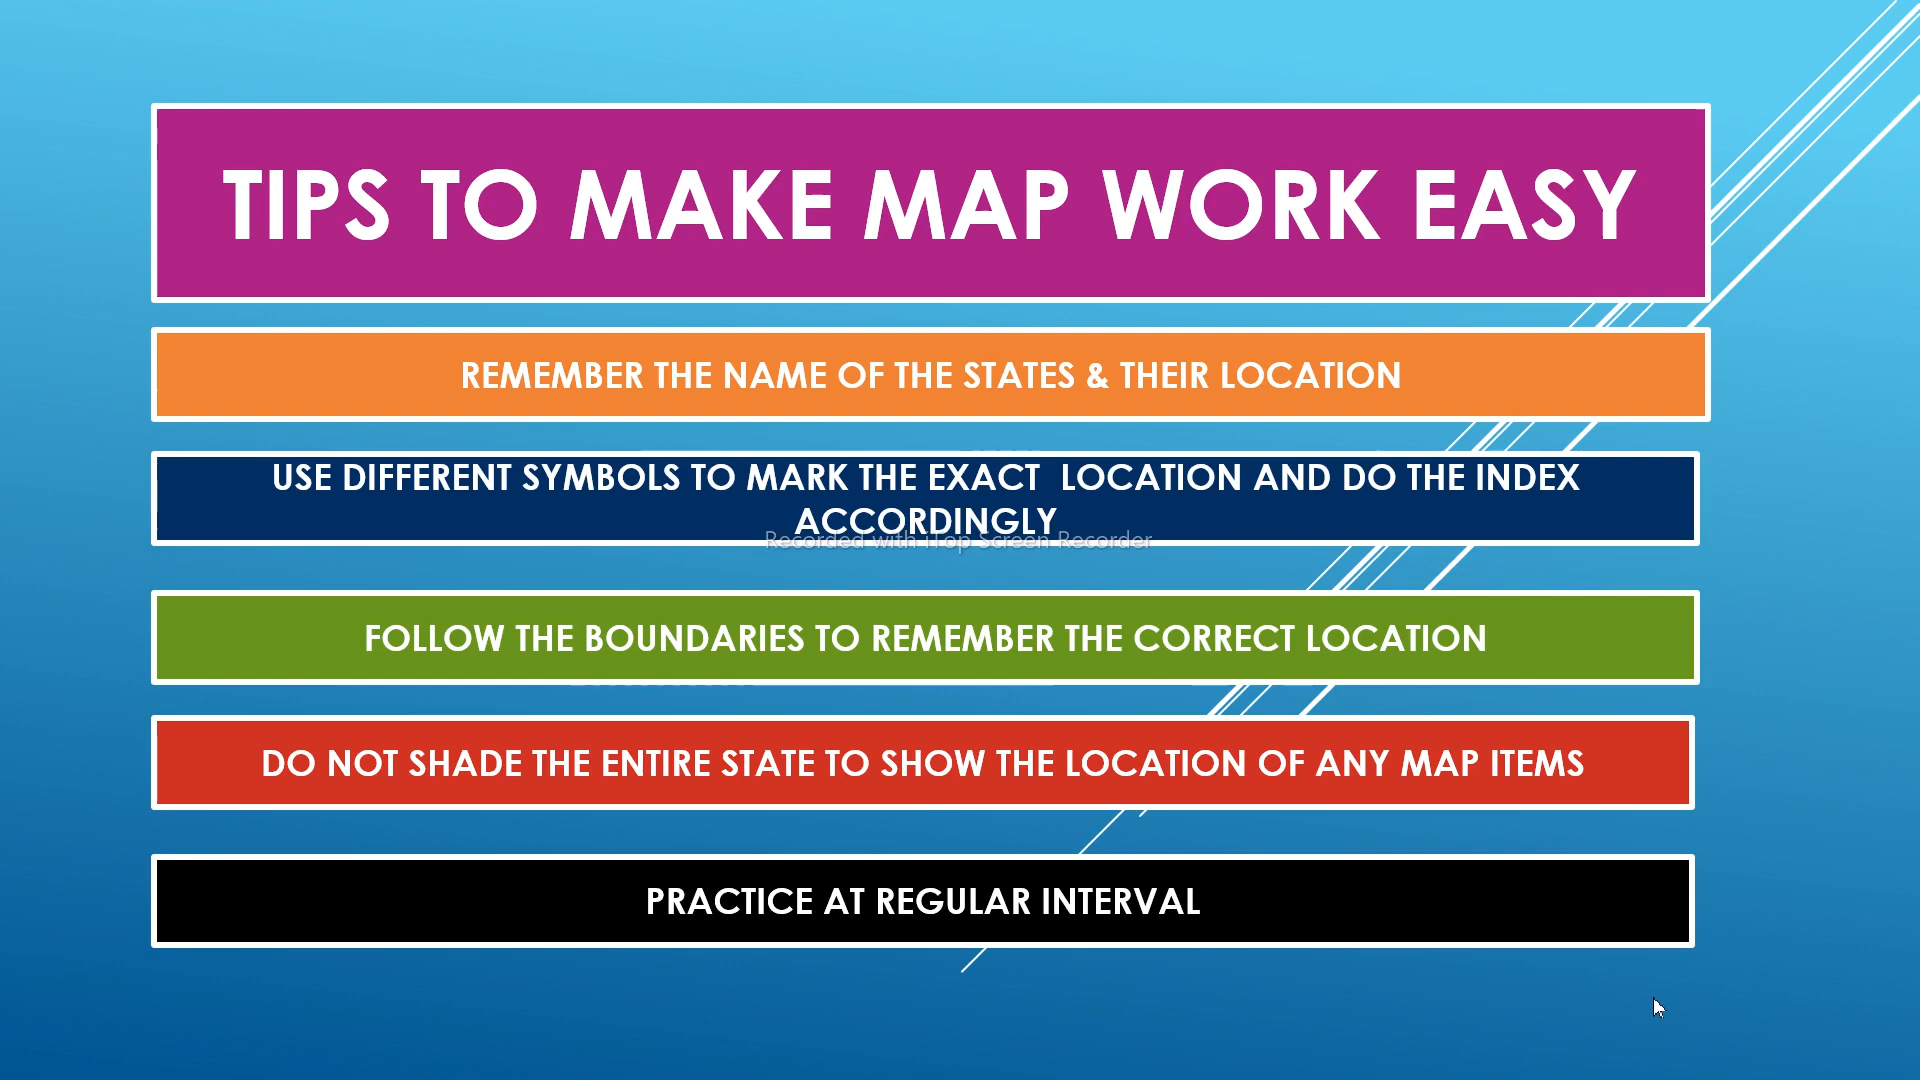 TIPS TO MAKE MAP WORK EASY
REMEMBER THE NAME OF THE STATES & THEIR LOCATION
USE DIFFERENT SYMBOLS TO MARK THE EXACT  LOCATION AND DO THE INDEX
ACCORDINGLY
Recorded with iTop Screen Recorder
FOLLOW THE BOUNDARIES TO REMEMBER THE CORRECT LOCATION
DO NOT SHADE THE ENTIRE STATE TO SHOW THE LOCATION OF ANY MAP ITEMS
PRACTICE AT REGULAR INTERVAL